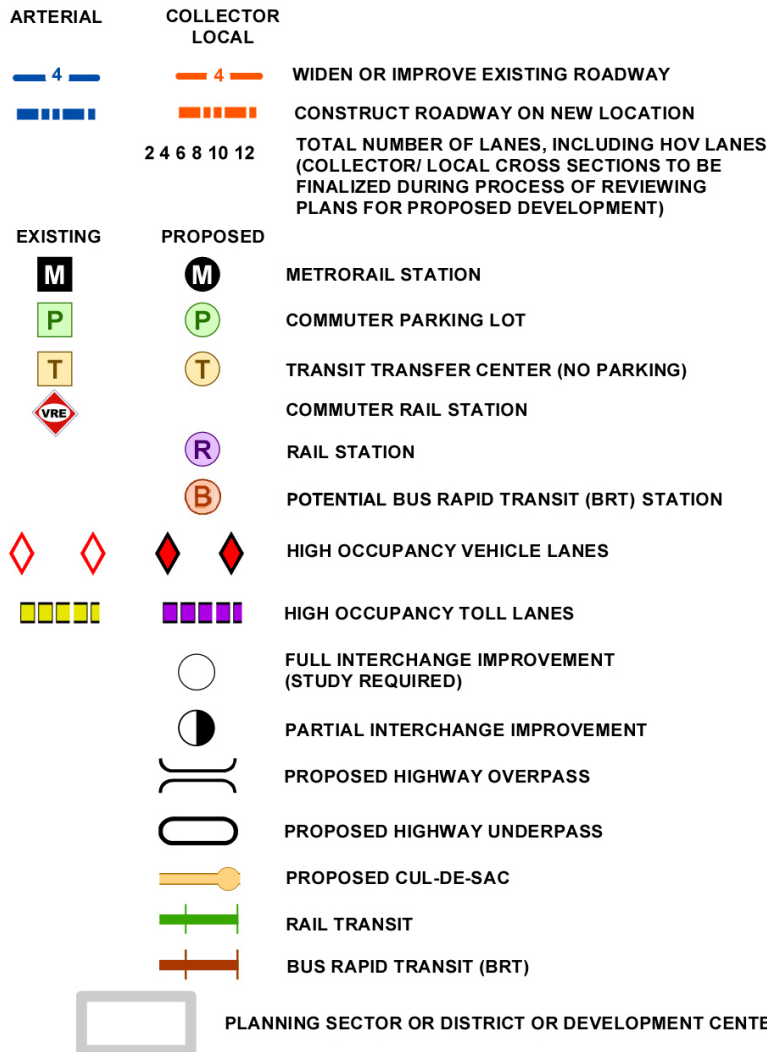 ARTERIAL
COLLECTOR
LOCAL
4
4
WIDEN OR IMPROVE EXISTING ROADWAY
CONSTRUCT ROADWAY ON NEW LOCATION
2 4 6 8 10 12
TOTAL NUMBER OF LANES, INCLUDING HOV LANES
(COLLECTOR/ LOCAL CROSS SECTIONS TO BE
FINALIZED DURING PROCESS OF REVIEWING
PLANS FOR PROPOSED DEVELOPMENT)
EXISTING
PROPOSED
M
M
METRORAIL STATION
P
P
COMMUTER PARKING LOT
T
T
TRANSIT TRANSFER CENTER (NO PARKING)
VRE
COMMUTER RAIL STATION
R
RAIL STATION
B
POTENTIAL BUS RAPID TRANSIT (BRT) STATION
HIGH OCCUPANCY VEHICLE LANES
HIGH OCCUPANCY TOLL LANES
FULL INTERCHANGE IMPROVEMENT
(STUDY REQUIRED)
PARTIAL INTERCHANGE IMPROVEMENT
PROPOSED HIGHWAY OVERPASS
PROPOSED HIGHWAY UNDERPASS
PROPOSED CUL-DE-SAC
RAIL TRANSIT
BUS RAPID TRANSIT (BRT)
PLANNING SECTOR OR DISTRICT OR DEVELOPMENT CENTE